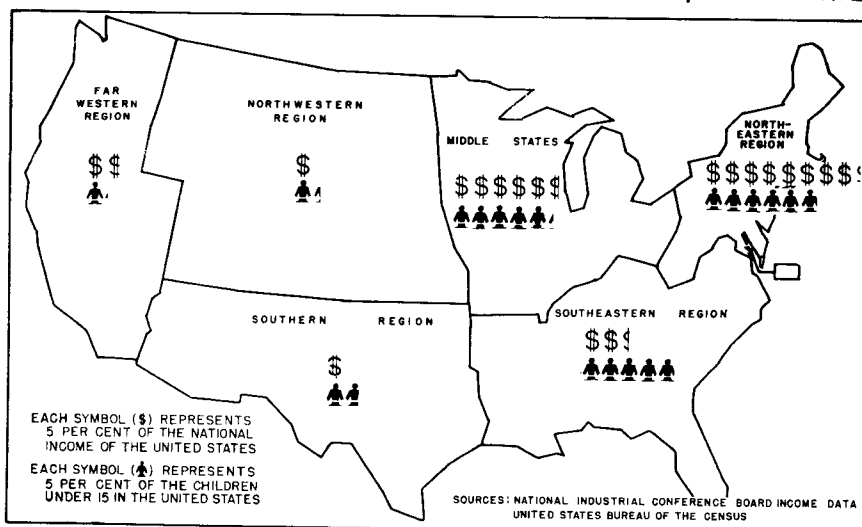 FAR
WESTERN
REGION
NORTHWESTERN
REGION
MIDDLE STATES
NORTH-
EASTERN
REGION
$ $
$
$ $ $ $ $ $
$ $ $ $ $ $ $ $ $
SOUTHERN REGION
SOUTHEASTERN REGION
$
$ $ $
EACH SYMBOL ($) REPRESENTS
5 PER CENT OF THE NATIONAL
INCOME OF THE UNITED STATES
EACH SYMBOL ( ) REPRESENTS
5 PER CENT OF THE CHILDREN
UNDER 15 IN THE UNITED STATES
SOURCES: NATIONAL INDUSTRIAL CONFERENCE BOARD INCOME DATA
UNITED STATES BUREAU OF THE CENSUS